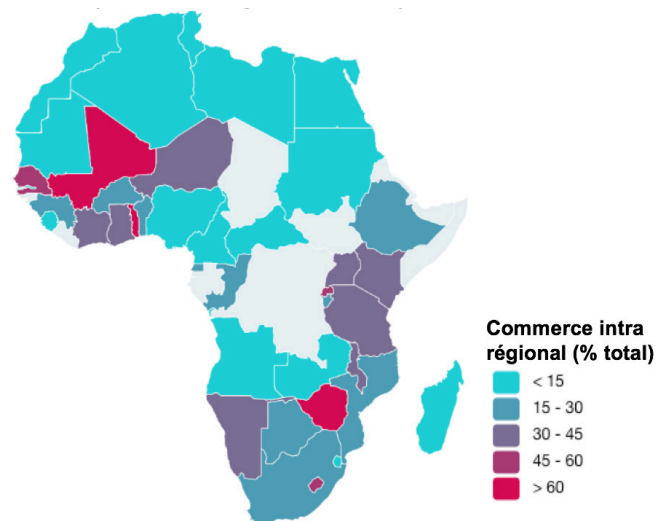 Commerce intra
régional (% total)
< 15
15 - 30
30 - 45
45 - 60
> 60